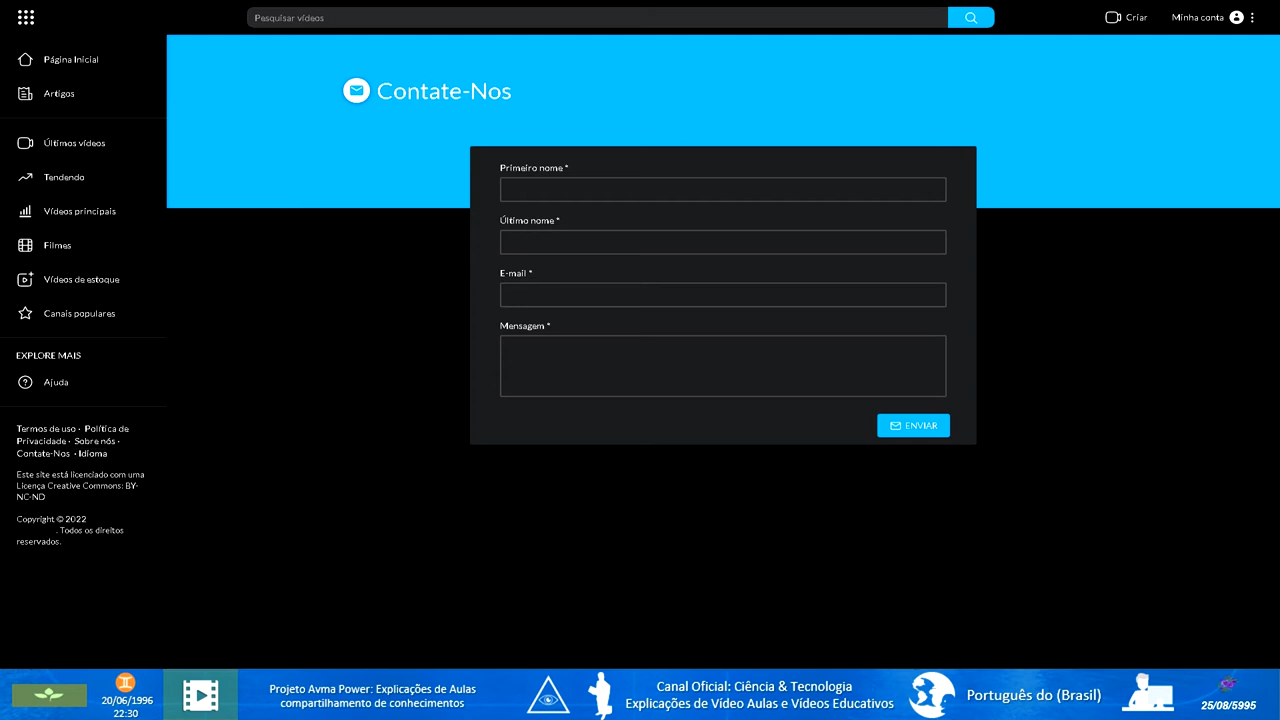 Pesquisar vídeos
Criar
Minha conta
Página Inicial
Artigos
Últimos vídeos
Tendendo
Vídeos principais
Filmes
Vídeos de estoque
Canais populares
EXPLORE MAIS
Ajuda
Termos de uso · Política de
Privacidade · Sobre nós ·
Contate-Nos · Idioma
Este site está licenciado com uma
Licença Creative Commons: BY-
NC-ND
Copyright © 2022
. Todos os direitos
reservados.
Contate-Nos
Primeiro nome *
Último nome *
E-mail *
Mensagem *
ENVIAR
20/06/1996
22:30
Projeto Avma Power: Explicações de Aulas
compartilhamento de conhecimentos
Canal Oficial: Ciência & Tecnologia
Explicações de Vídeo Aulas e Vídeos Educativos
Português do (Brasil)
25/08/5995